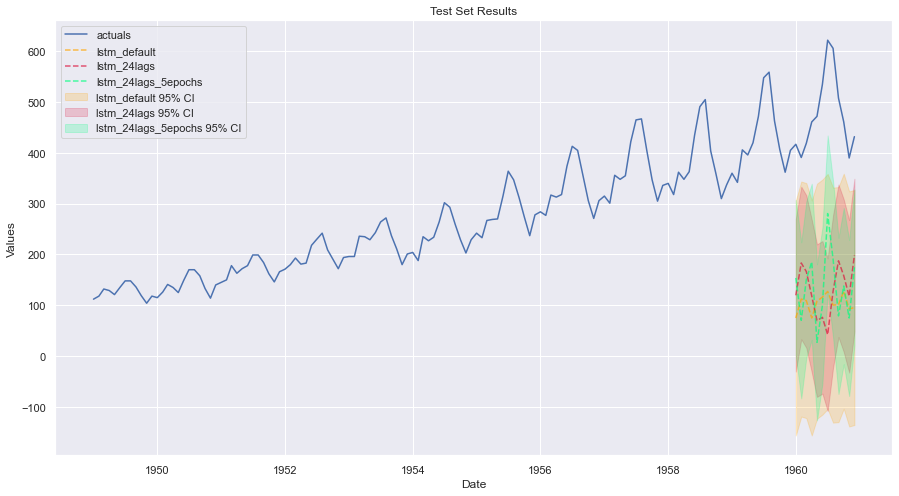 Test Set Results
actuals
lstm_default
lstm_24lags
lstm_24lags_5epochs
lstm_default 95% CI
lstm_24lags 95% CI
lstm_24lags_5epochs 95% CI
Values
600
500
400
300
200
100
0
−100
1950 1952 1954 1956 1958 1960
Date